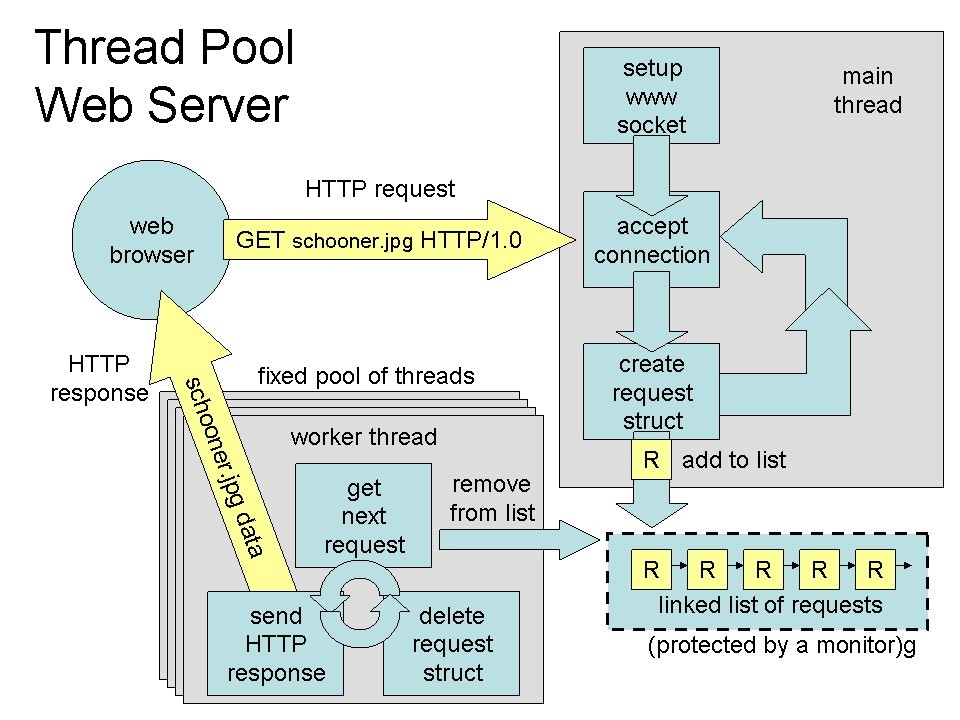 Thread Pool
Web Server
setup
www
socket
main
thread
HTTP request
web
browser
GET schooner.jpg HTTP/1.0
accept
connection
HTTP
response
schooner.jpg data
fixed pool of threads
create
request
struct
worker thread
R add to list
get
next
request
remove
from list
R R R R R
linked list of requests
(protected by a monitor)g
send
HTTP
response
delete
request
struct